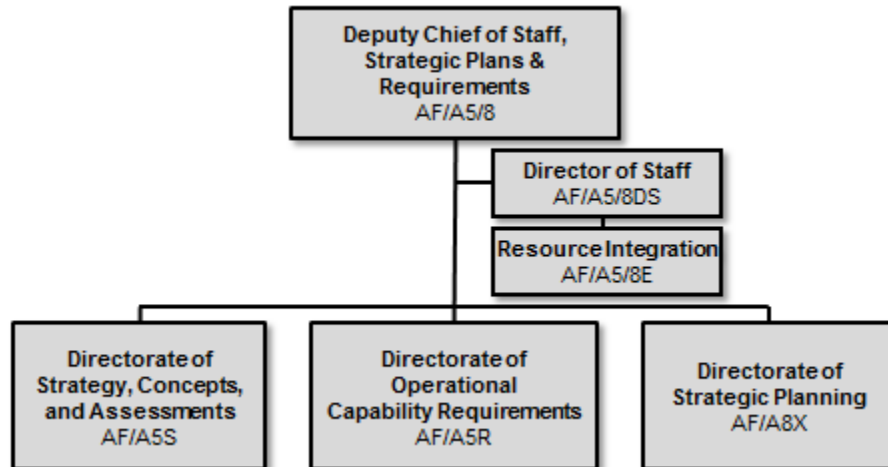 Deputy Chief of Staff,
Strategic Plans &
Requirements
AF/A5/8
Director of Staff
AF/A5/8DS
Resource Integration
AF/A5/8E
Directorate of
Strategy, Concepts,
and Assessments
AF/A5S
Directorate of
Operational
Capability Requirements
AF/A5R
Directorate of
Strategic Planning
AF/A8X